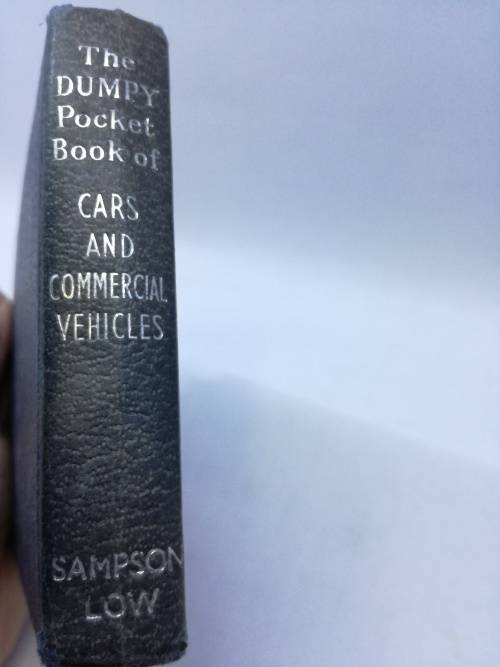 The
DUMPY
Pocket
Book of
CARS
AND
COMMERCIAL
VEHICLES
SAMPSON
LOW